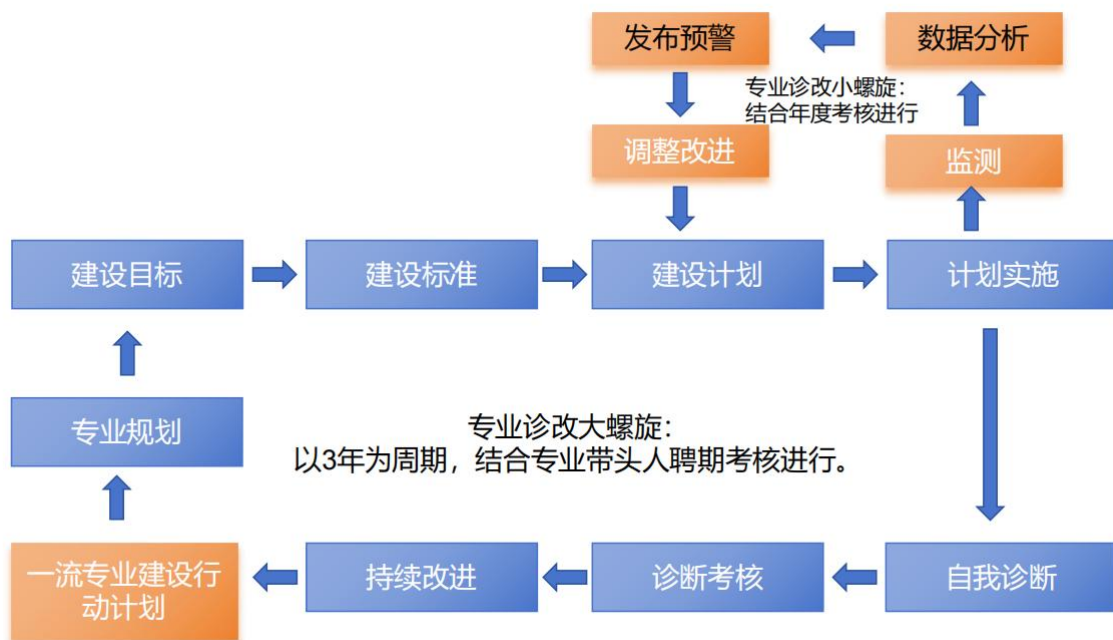 发布预警
数据分析
专业诊改小螺旋：
结合年度考核进行
调整改进
监测
建设目标
建设标准
建设计划
计划实施
专业规划
专业诊改大螺旋：
以3年为周期，结合专业带头人聘期考核进行。
一流专业建设行
动计划
持续改进
诊断考核
自我诊断